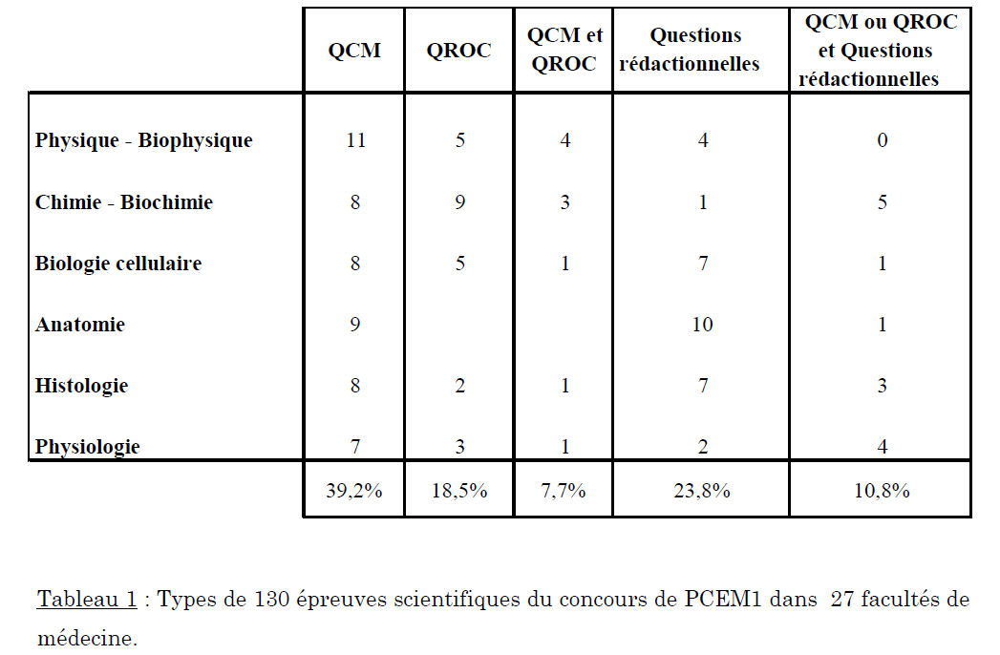 QCM QROC QCM et QROC Questions rédactionnelles QCM ou QROC et Questions rédactionnelles
Physique - Biophysique 11 5 4 4 0
Chimie - Biochimie 8 9 3 1 5
Biologie cellulaire 8 5 1 7 1
Anatomie 9 10 1
Histologie 8 2 1 7 3
Physiologie 7 3 1 2 4
39,2% 18,5% 7,7% 23,8% 10,8%
Tableau 1 : Types de 130 épreuves scientifiques du concours de PCEM1 dans 27 facultés de
médecine.